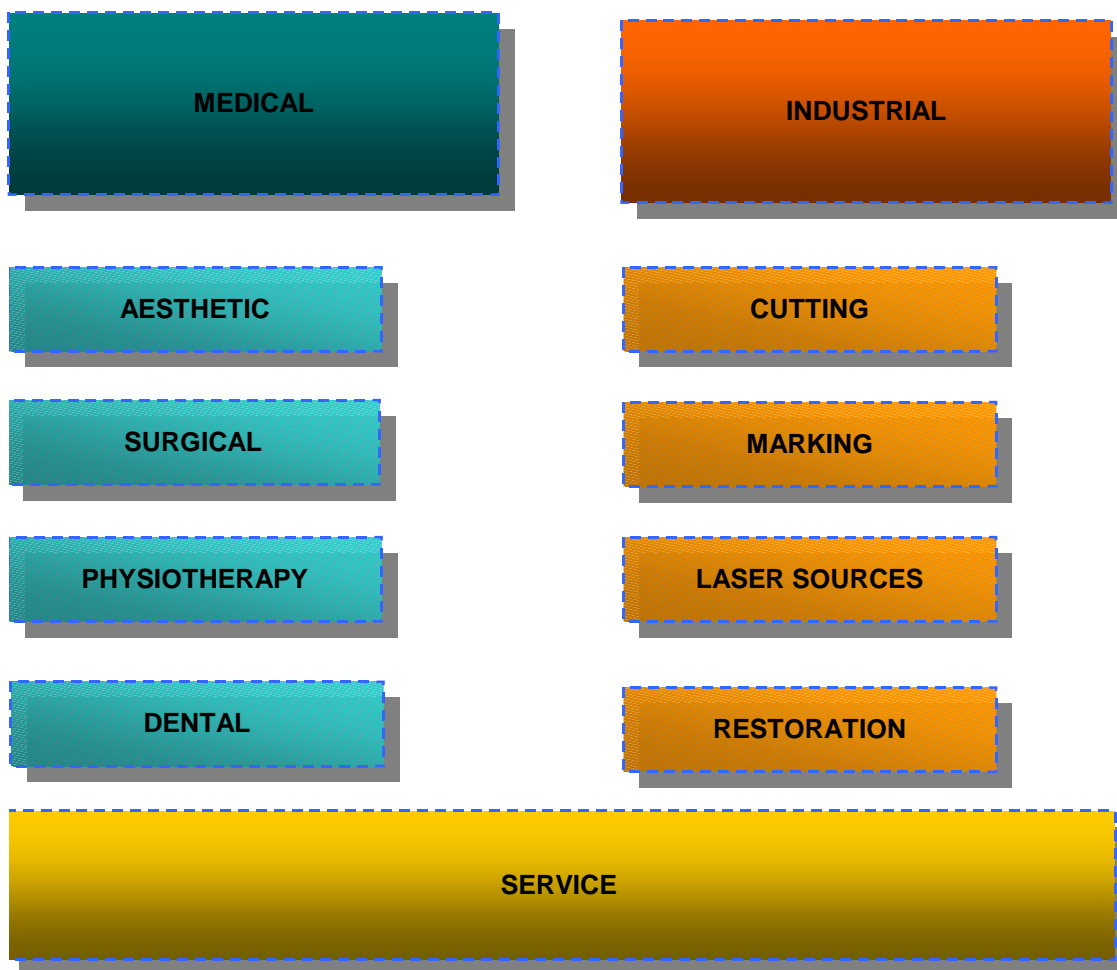 MEDICAL
INDUSTRIAL
AESTHETIC
CUTTING
SURGICAL
MARKING
PHYSIOTHERAPY
LASER SOURCES
DENTAL
RESTORATION
SERVICE